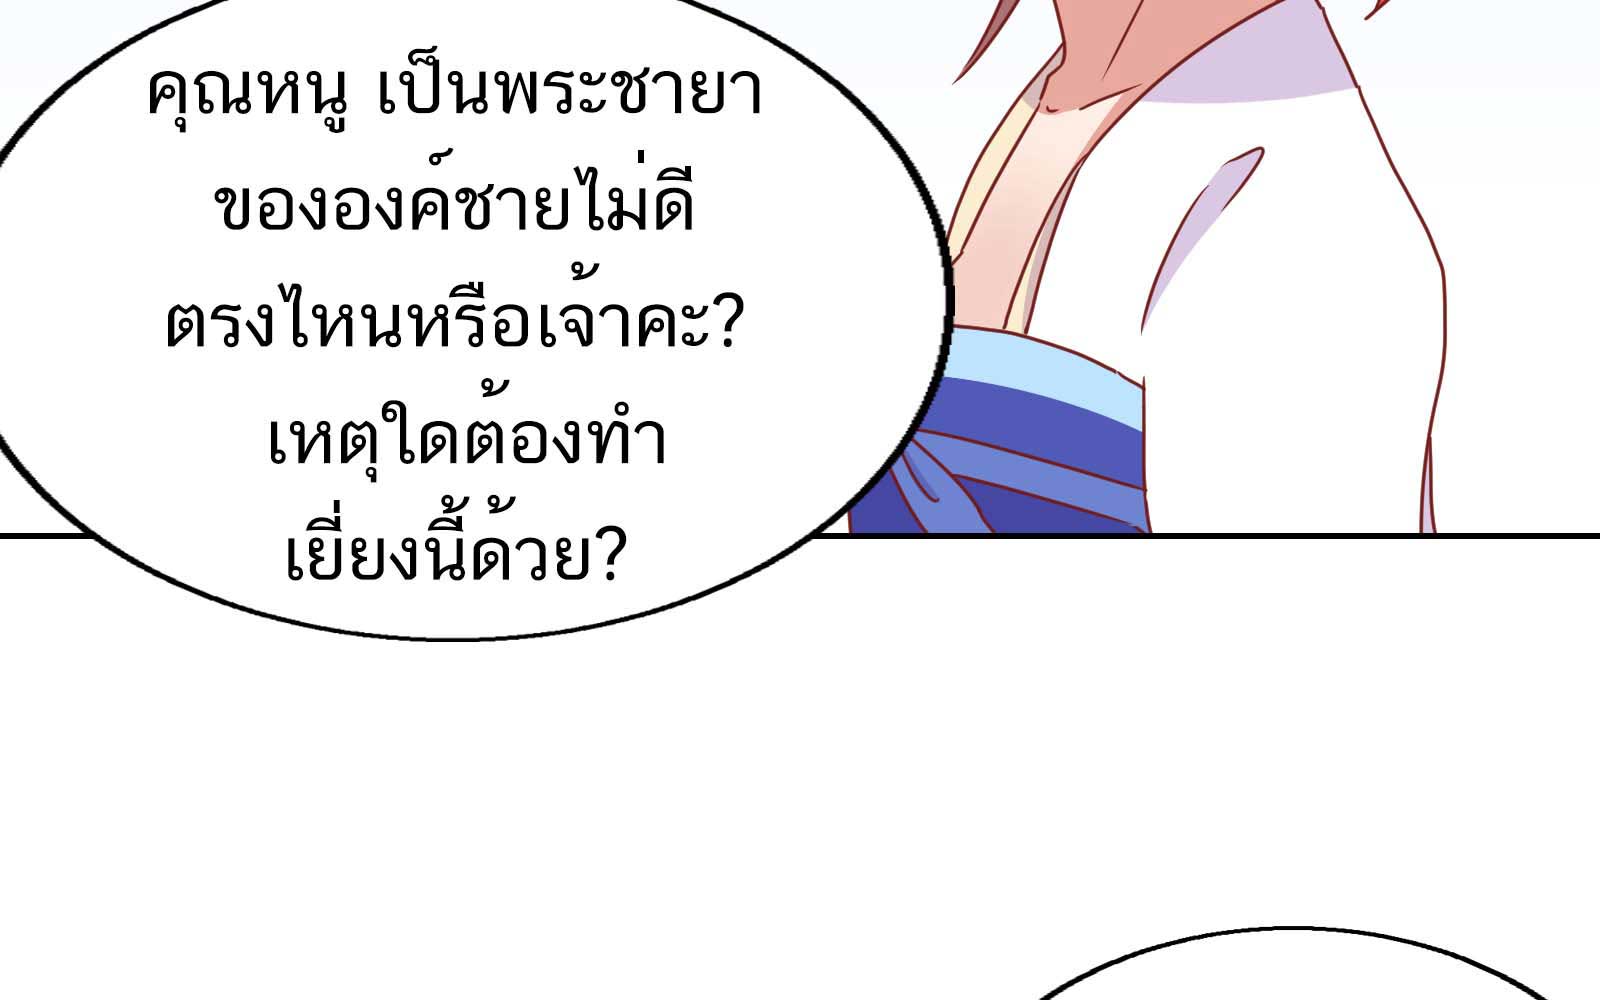 คุณหนู เป็นพระชายา
ขององค์ชายไม่ดี
ตรงไหนหรือเจ้าคะ?
เหตุใดต้องทำ
เยี่ยงนี้ด้วย?